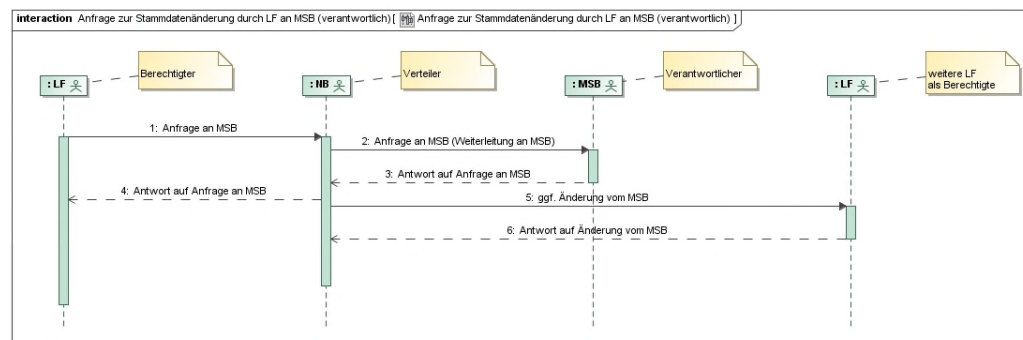 interaction Anfrage zur Stammdatenänderung durch LF an MSB (verantwortlich)[ Anfrage zur Stammdatenänderung durch LF an MSB (verantwortlich) ]
: LF
Berechtigter
: NB
Verteiler
: MSB
Verantwortlicher
: LF
weitere LF
als Berechtigte
1: Anfrage an MSB
2: Anfrage an MSB (Weiterleitung an MSB)
3: Antwort auf Anfrage an MSB
4: Antwort auf Anfrage an MSB
5: ggf. Änderung vom MSB
6: Antwort auf Änderung vom MSB